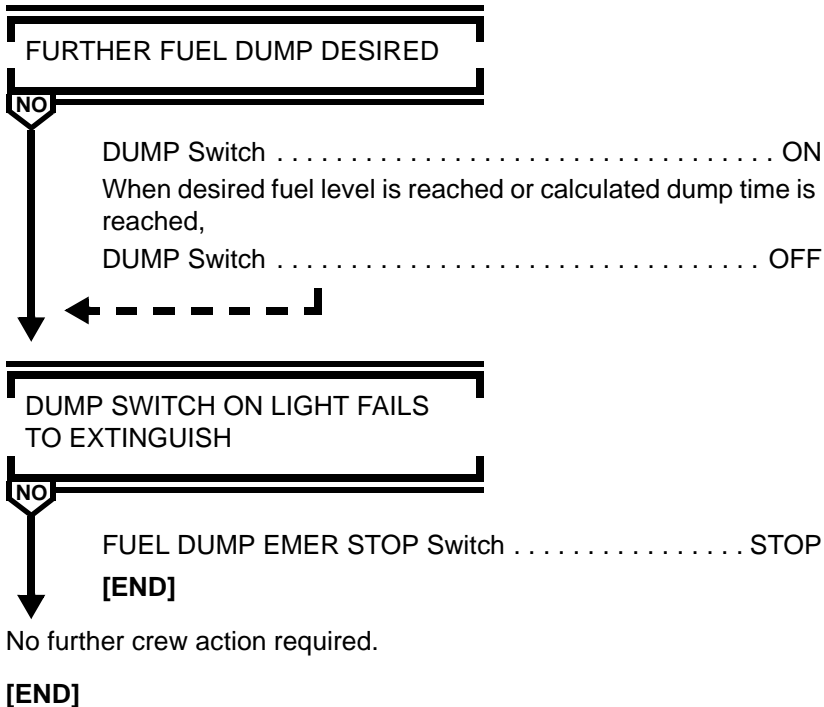 FURTHER FUEL DUMP DESIRED
NO
DUMP Switch . . . . . . . . . . . . . . . . . . . . . . . . . . . . . . . . . . . ON
When desired fuel level is reached or calculated dump time is
reached,
DUMP Switch . . . . . . . . . . . . . . . . . . . . . . . . . . . . . . . . . . OFF
DUMP SWITCH ON LIGHT FAILS
TO EXTINGUISH
NO
FUEL DUMP EMER STOP Switch . . . . . . . . . . . . . . . . STOP
[END]
No further crew action required.
[END]